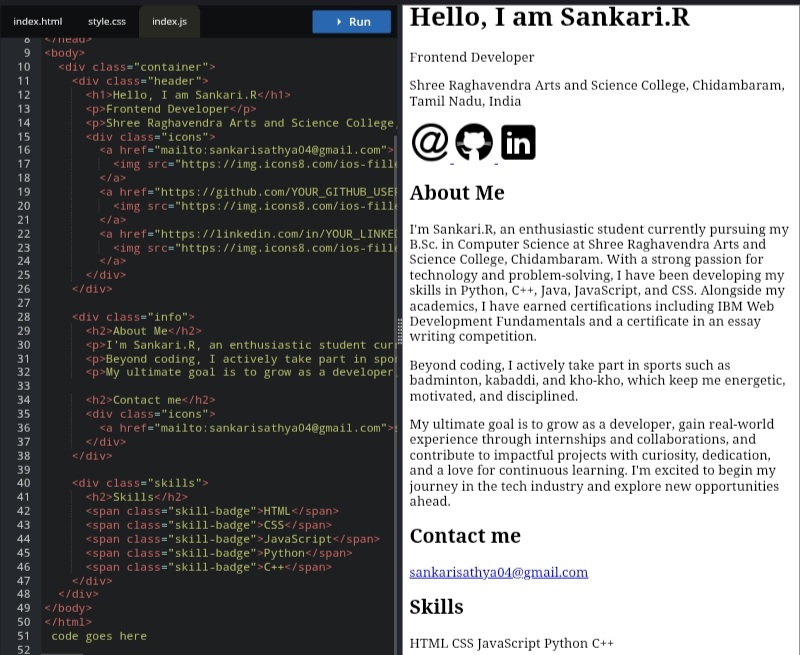 index.html
style.css
index.js
Run
8 </head>
9 <body>
10 <div class="container">
11 <div class="header">
12 <h1>Hello, I am Sankari.R</h1>
13 <p>Frontend Developer</p>
14 <p>Shree Raghavendra Arts and Science College,
15 <div class="icons">
16 <a href="mailto:sankarisathya04@gmail.com">
17 <img src="https://img.icons8.com/ios-fill
18 </a>
19 <a href="https://github.com/YOUR_GITHUB_USE
20 <img src="https://img.icons8.com/ios-fill
21 </a>
22 <a href="https://linkedin.com/in/YOUR_LINKE
23 <img src="https://img.icons8.com/ios-fill
24 </a>
25 </div>
26 </div>
27
28 <div class="info">
29 <h2>About Me</h2>
30 <p>I'm Sankari.R, an enthusiastic student cur
31 <p>Beyond coding, I actively take part in spo
32 <p>My ultimate goal is to grow as a developer
33
34 <h2>Contact me</h2>
35 <div class="icons">
36 <a href="mailto:sankarisathya04@gmail.com">
37 </div>
38 </div>
39
40 <div class="skills">
41 <h2>Skills</h2>
42 <span class="skill-badge">HTML</span>
43 <span class="skill-badge">CSS</span>
44 <span class="skill-badge">JavaScript</span>
45 <span class="skill-badge">Python</span>
46 <span class="skill-badge">C++</span>
47 </div>
48 </div>
49 </body>
50 </html>
51 code goes here
52
Hello, I am Sankari.R
Frontend Developer
Shree Raghavendra Arts and Science College, Chidambaram,
Tamil Nadu, India
@
in
About Me
I'm Sankari.R, an enthusiastic student currently pursuing my
B.Sc. in Computer Science at Shree Raghavendra Arts and
Science College, Chidambaram. With a strong passion for
technology and problem-solving, I have been developing my
skills in Python, C++, Java, JavaScript, and CSS. Alongside my
academics, I have earned certifications including IBM Web
Development Fundamentals and a certificate in an essay
writing competition.
Beyond coding, I actively take part in sports such as
badminton, kabaddi, and kho-kho, which keep me energetic,
motivated, and disciplined.
My ultimate goal is to grow as a developer, gain real-world
experience through internships and collaborations, and
contribute to impactful projects with curiosity, dedication,
and a love for continuous learning. I'm excited to begin my
journey in the tech industry and explore new opportunities
ahead.
Contact me
sankarisathya04@gmail.com
Skills
HTML CSS JavaScript Python C++